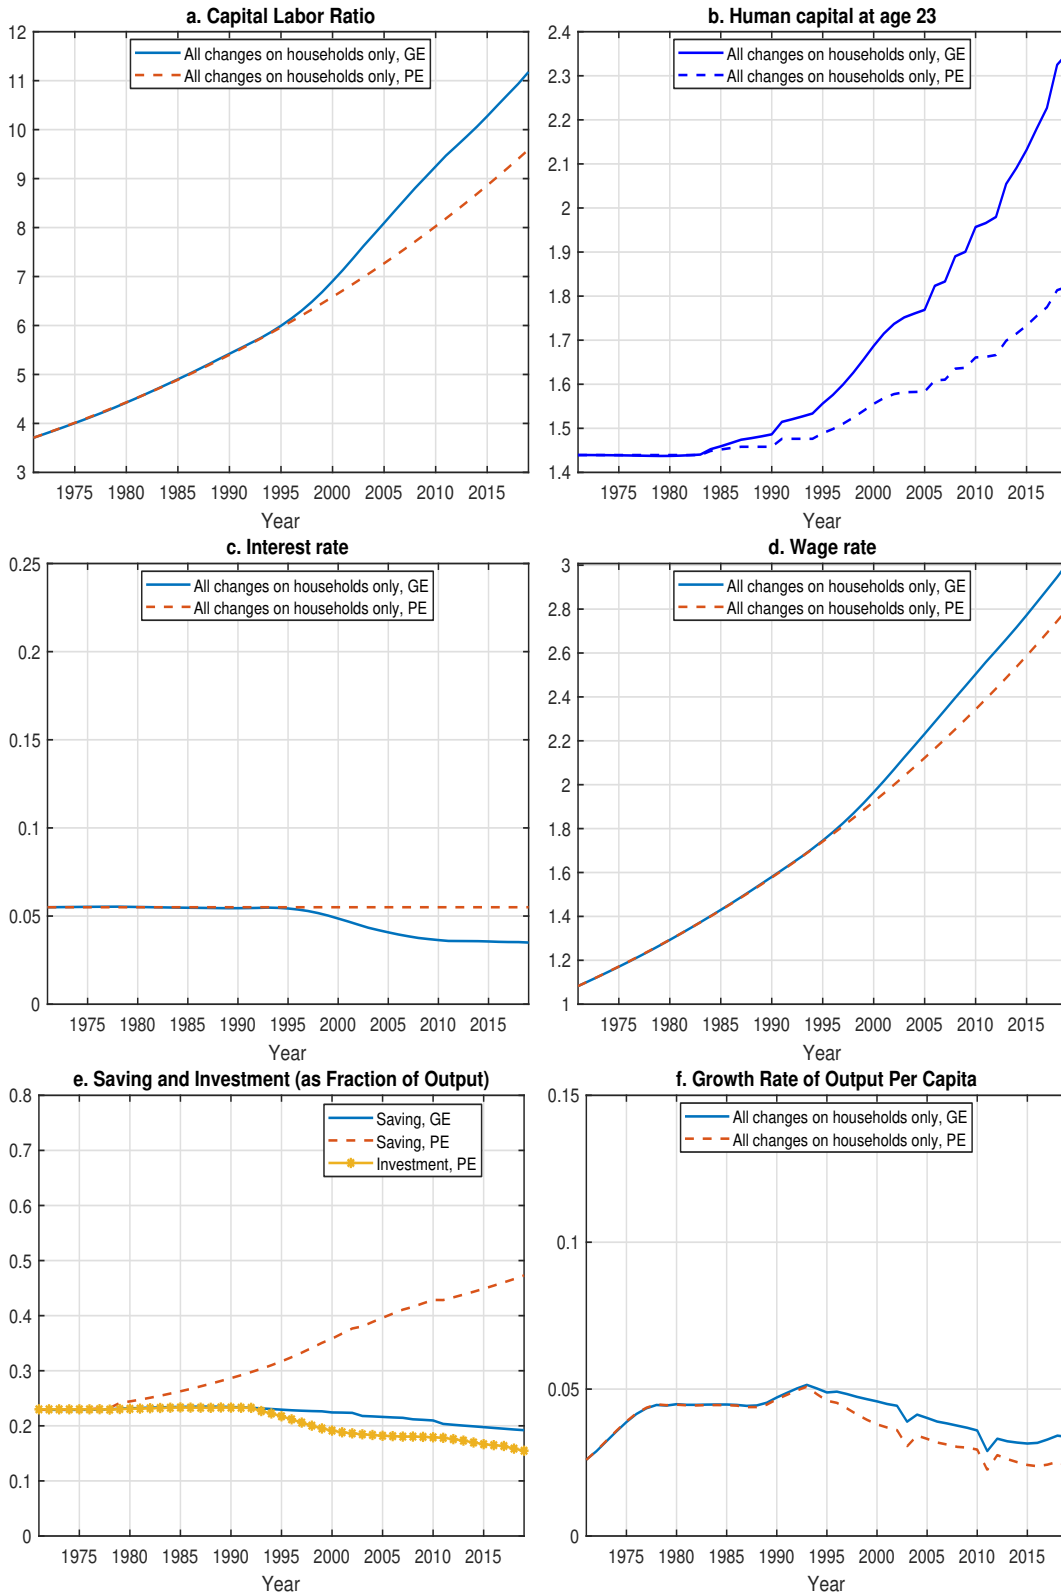 a. Capital Labor Ratio
12
11
10
9
8
7
6
5
4
3
All changes on households only, GE
All changes on households only, PE
1975 1980 1985 1990 1995 2000 2005 2010 2015
Year
b. Human capital at age 23
2.4
2.3
2.2
2.1
2
1.9
1.8
1.7
1.6
1.5
1.4
All changes on households only, GE
All changes on households only, PE
1975 1980 1985 1990 1995 2000 2005 2010 2015
Year
c. Interest rate
0.25
0.2
0.15
0.1
0.05
0
All changes on households only, GE
All changes on households only, PE
1975 1980 1985 1990 1995 2000 2005 2010 2015
Year
d. Wage rate
3
2.8
2.6
2.4
2.2
2
1.8
1.6
1.4
1.2
1
All changes on households only, GE
All changes on households only, PE
1975 1980 1985 1990 1995 2000 2005 2010 2015
Year
e. Saving and Investment (as Fraction of Output)
0.8
0.7
0.6
0.5
0.4
0.3
0.2
0.1
0
Saving, GE
Saving, PE
Investment, PE
1975 1980 1985 1990 1995 2000 2005 2010 2015
Year
f. Growth Rate of Output Per Capita
0.15
0.1
0.05
0
All changes on households only, GE
All changes on households only, PE
1975 1980 1985 1990 1995 2000 2005 2010 2015
Year